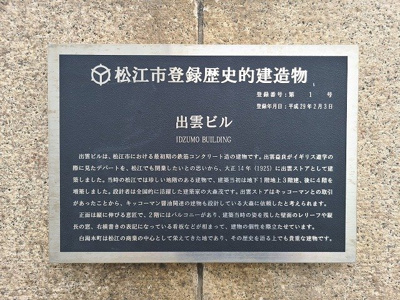 松江市登録歴史的建造物
登録番号:第 1 号
登録年月日:平成29年2月3日
出雲ビル
IDZUMO BUILDING
出雲ビルは、松江市における最初期の鉄筋コンクリート造の建物です。出雲益良がイギリス遊学の
際に見たデパートを、松江でも開業したいとの思いから、大正14年（1925）に出雲ストアとして建
築しました。当時の松江では珍しい地階のある建物で、建築当初は地下1階地上3階建、後に4階を
増築しました。設計者は全国的に活躍した建築家の大森茂です。出雲ストアはキッコーマンとの取引
があったことから、キッコーマン醤油関連の建物も設計している大森に依頼したと考えられます。
正面は縦に伸びる意匠で、2階にはバルコニーがあり、建築当時の姿を残した壁面のレリーフや縦
長の窓、右横書きの表記になっている看板などが相まって、建物の個性を際立たせています。
白潟本町は松江の商業の中心として栄えてきた地であり、その歴史を語る上でも貴重な建物です。